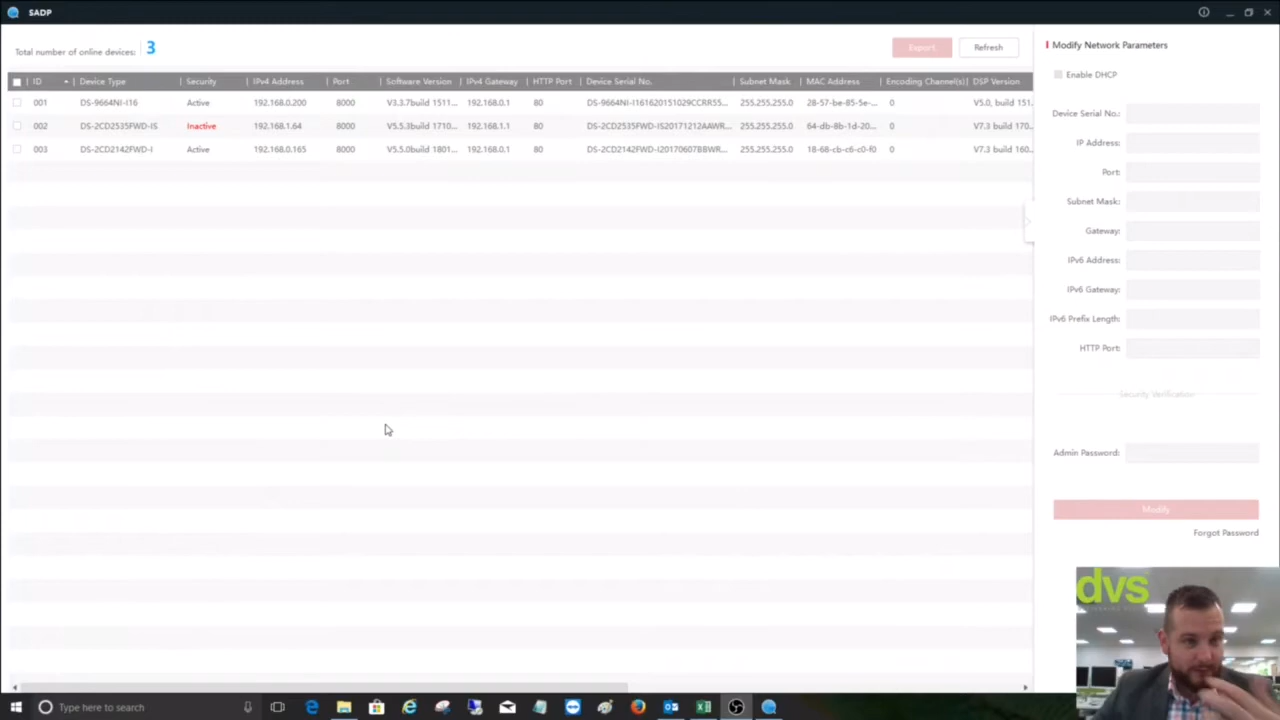 SADP
Total number of online devices: 3
Export
Refresh
ID Device Type Security IPv4 Address Port Software Version IPv4 Gateway HTTP Port Device Serial No. Subnet Mask MAC Address Encoding Channel(s) DSP Version
001 DS-9664NI-I16 Active 192.168.0.200 8000 V3.3.7build 1511... 192.168.0.1 80 DS-9664NI-I161620151029CCRR55... 255.255.255.0 28-57-be-85-5e-... 0 V5.0, build 151...
002 DS-2CD2535FWD-IS Inactive 192.168.1.64 8000 V5.5.3build 1710... 192.168.1.1 80 DS-2CD2535FWD-IS20171212AAWR... 255.255.255.0 64-db-8b-1d-20... 0 V7.3 build 170...
003 DS-2CD2142FWD-I Active 192.168.0.165 8000 V5.5.0build 1801... 192.168.0.1 80 DS-2CD2142FWD-I20170607BBWR... 255.255.255.0 18-68-cb-c6-c0-f0 0 V7.3 build 160...
Modify Network Parameters
Enable DHCP
Device Serial No.:
IP Address:
Port:
Subnet Mask:
Gateway:
IPv6 Address:
IPv6 Gateway:
IPv6 Prefix Length:
HTTP Port:
Security Verification
Admin Password:
Modify
Forgot Password
dvs
Type here to search